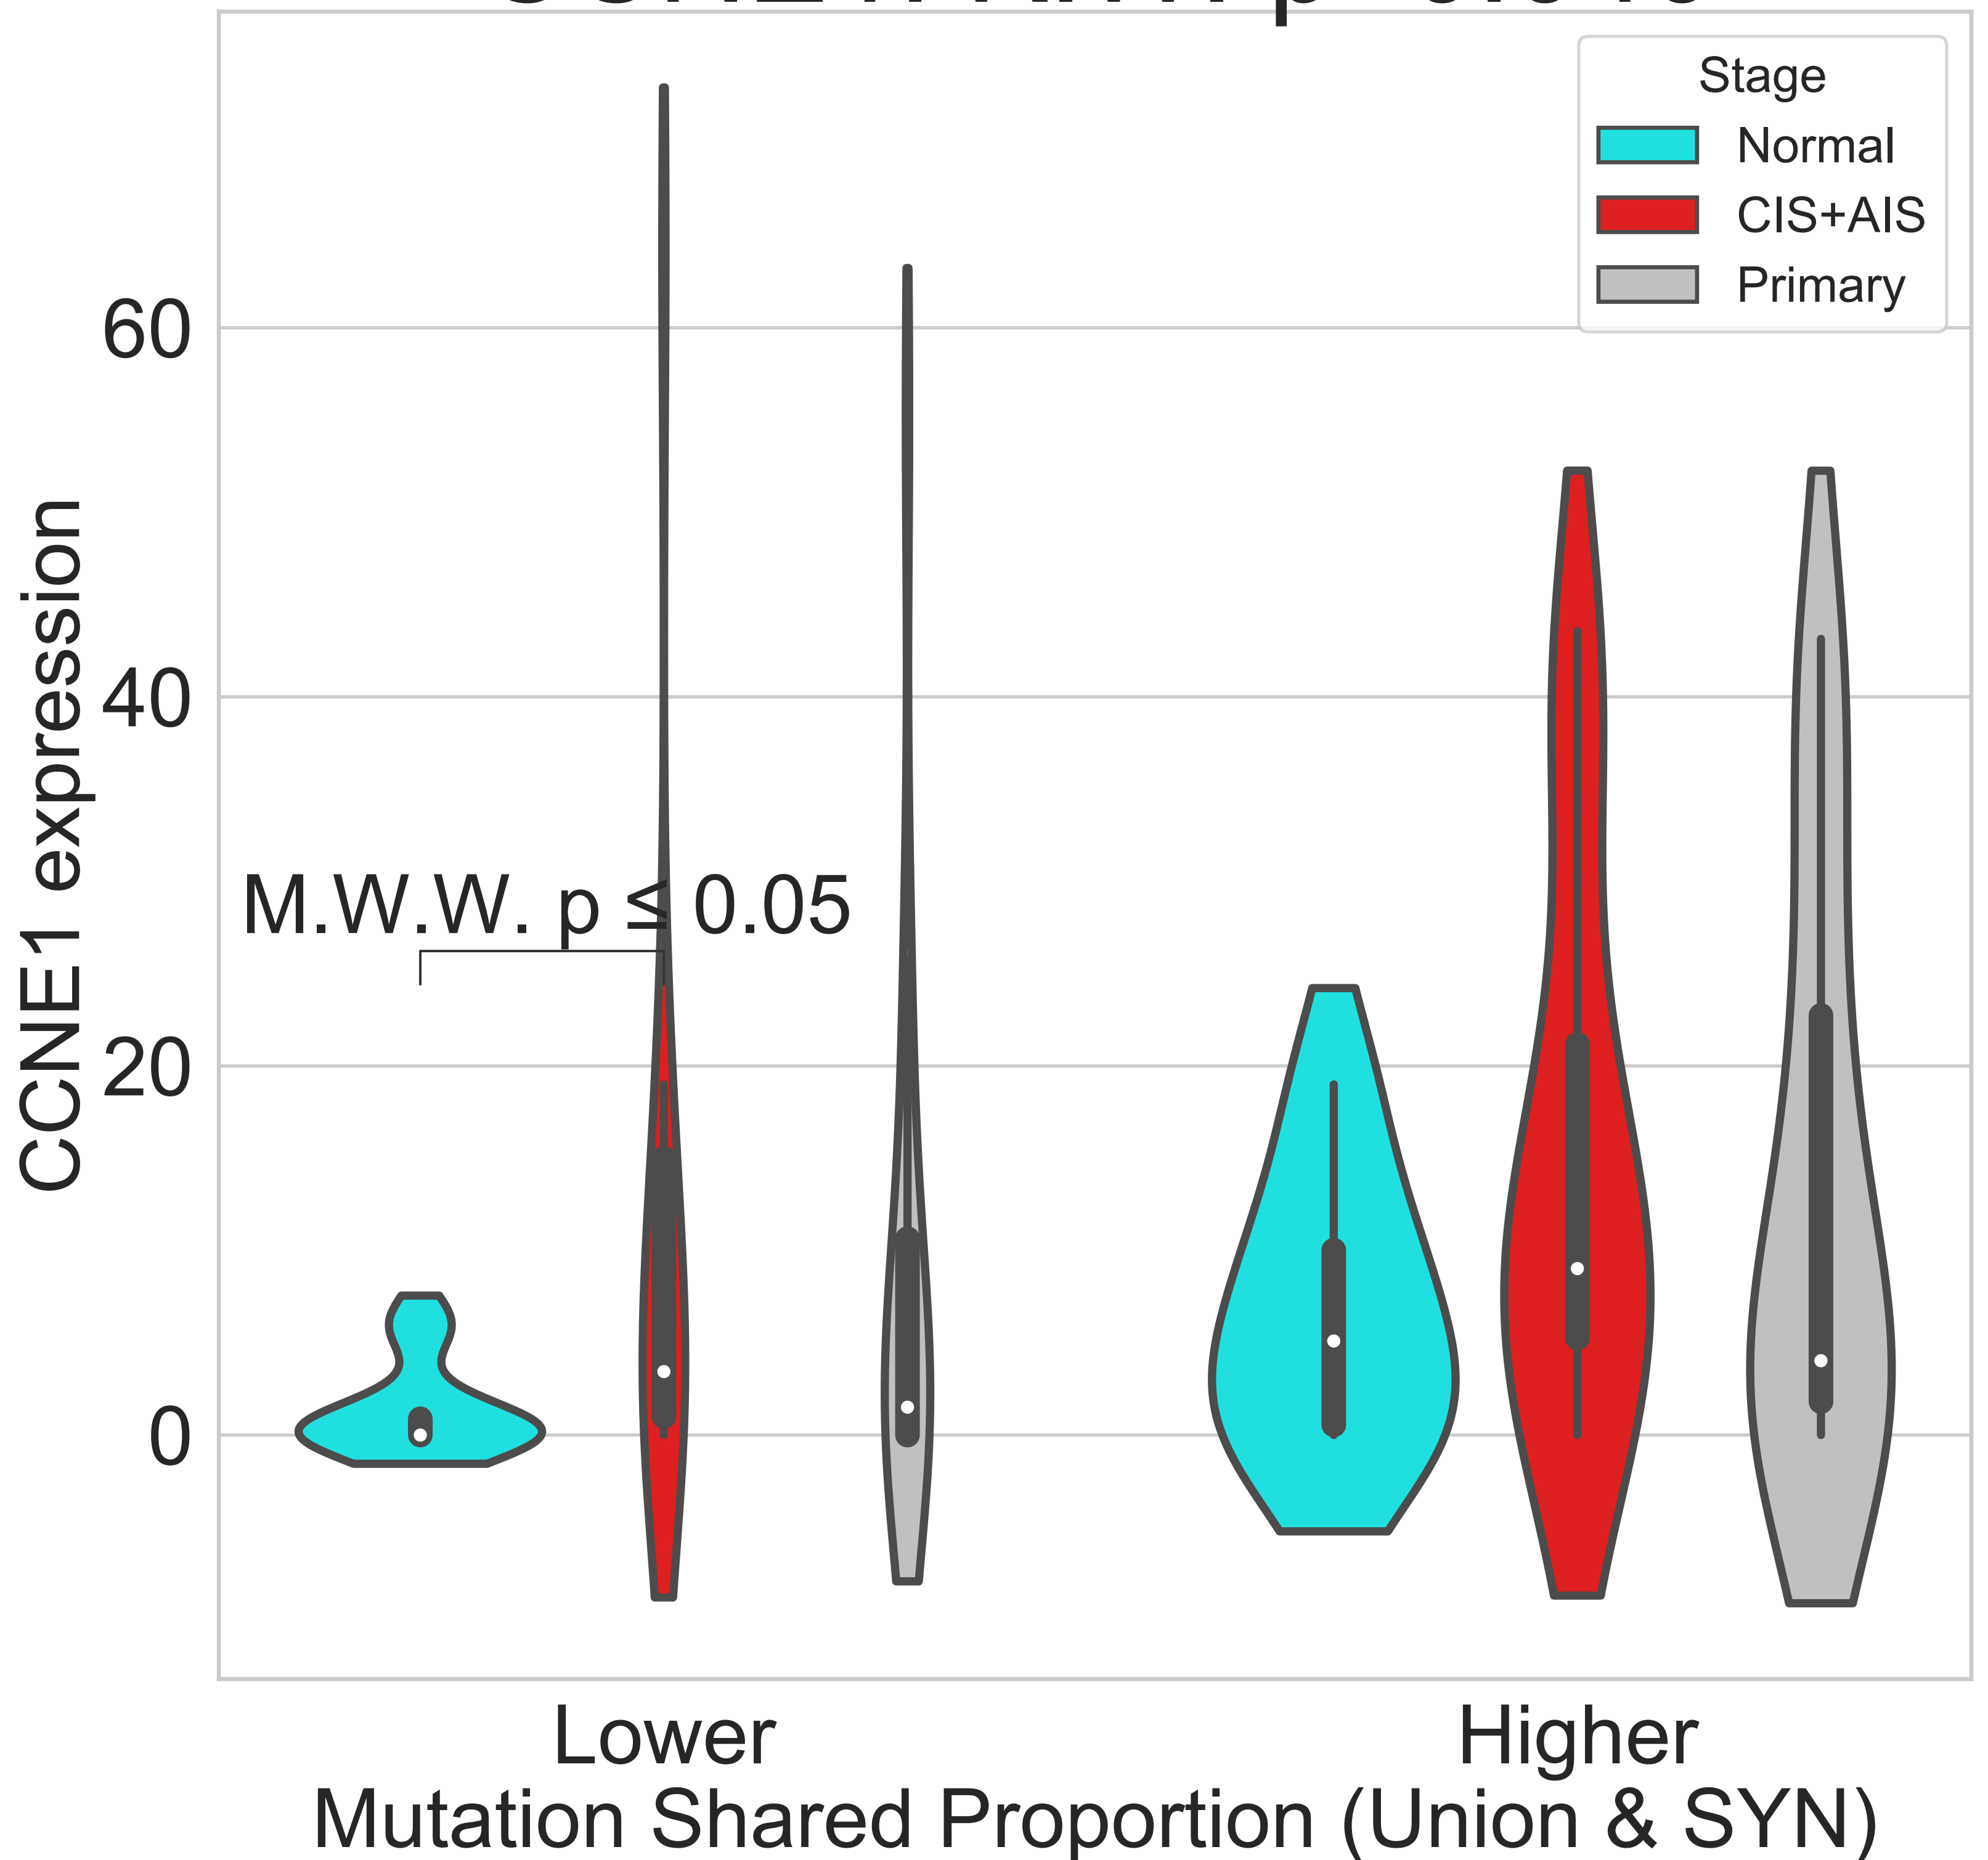 Stage
Normal
CIS+AIS
Primary
60
40
20
0
CCNE1 expression
M.W.W. p ≤ 0.05
Lower
Higher
Mutation Shared Proportion (Union & SYN)